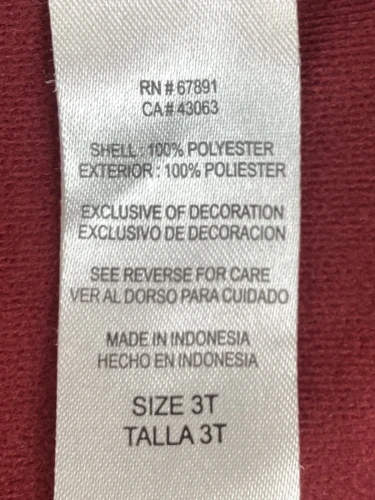 RN # 67891
CA # 43063
SHELL : 100% POLYESTER
EXTERIOR : 100% POLIESTER
EXCLUSIVE OF DECORATION
EXCLUSIVO DE DECORACION
SEE REVERSE FOR CARE
VER AL DORSO PARA CUIDADO
MADE IN INDONESIA
HECHO EN INDONESIA
SIZE 3T
TALLA 3T